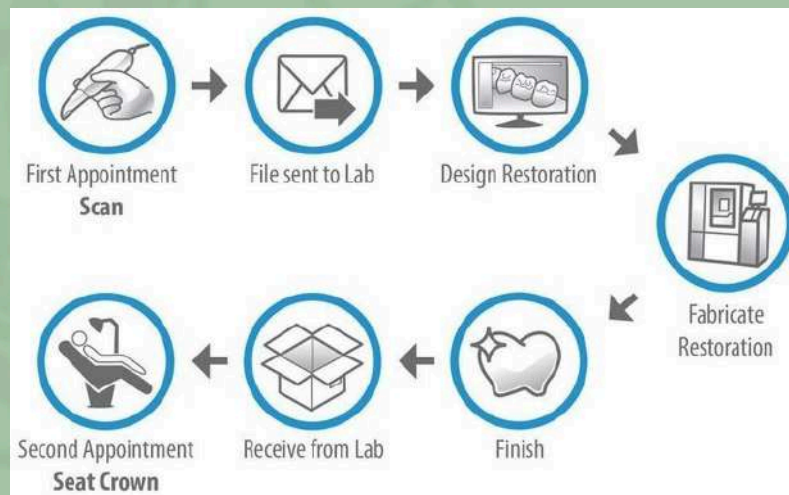 First Appointment
Scan
File sent to Lab
Design Restoration
Fabricate
Restoration
Finish
Receive from Lab
Second Appointment
Seat Crown